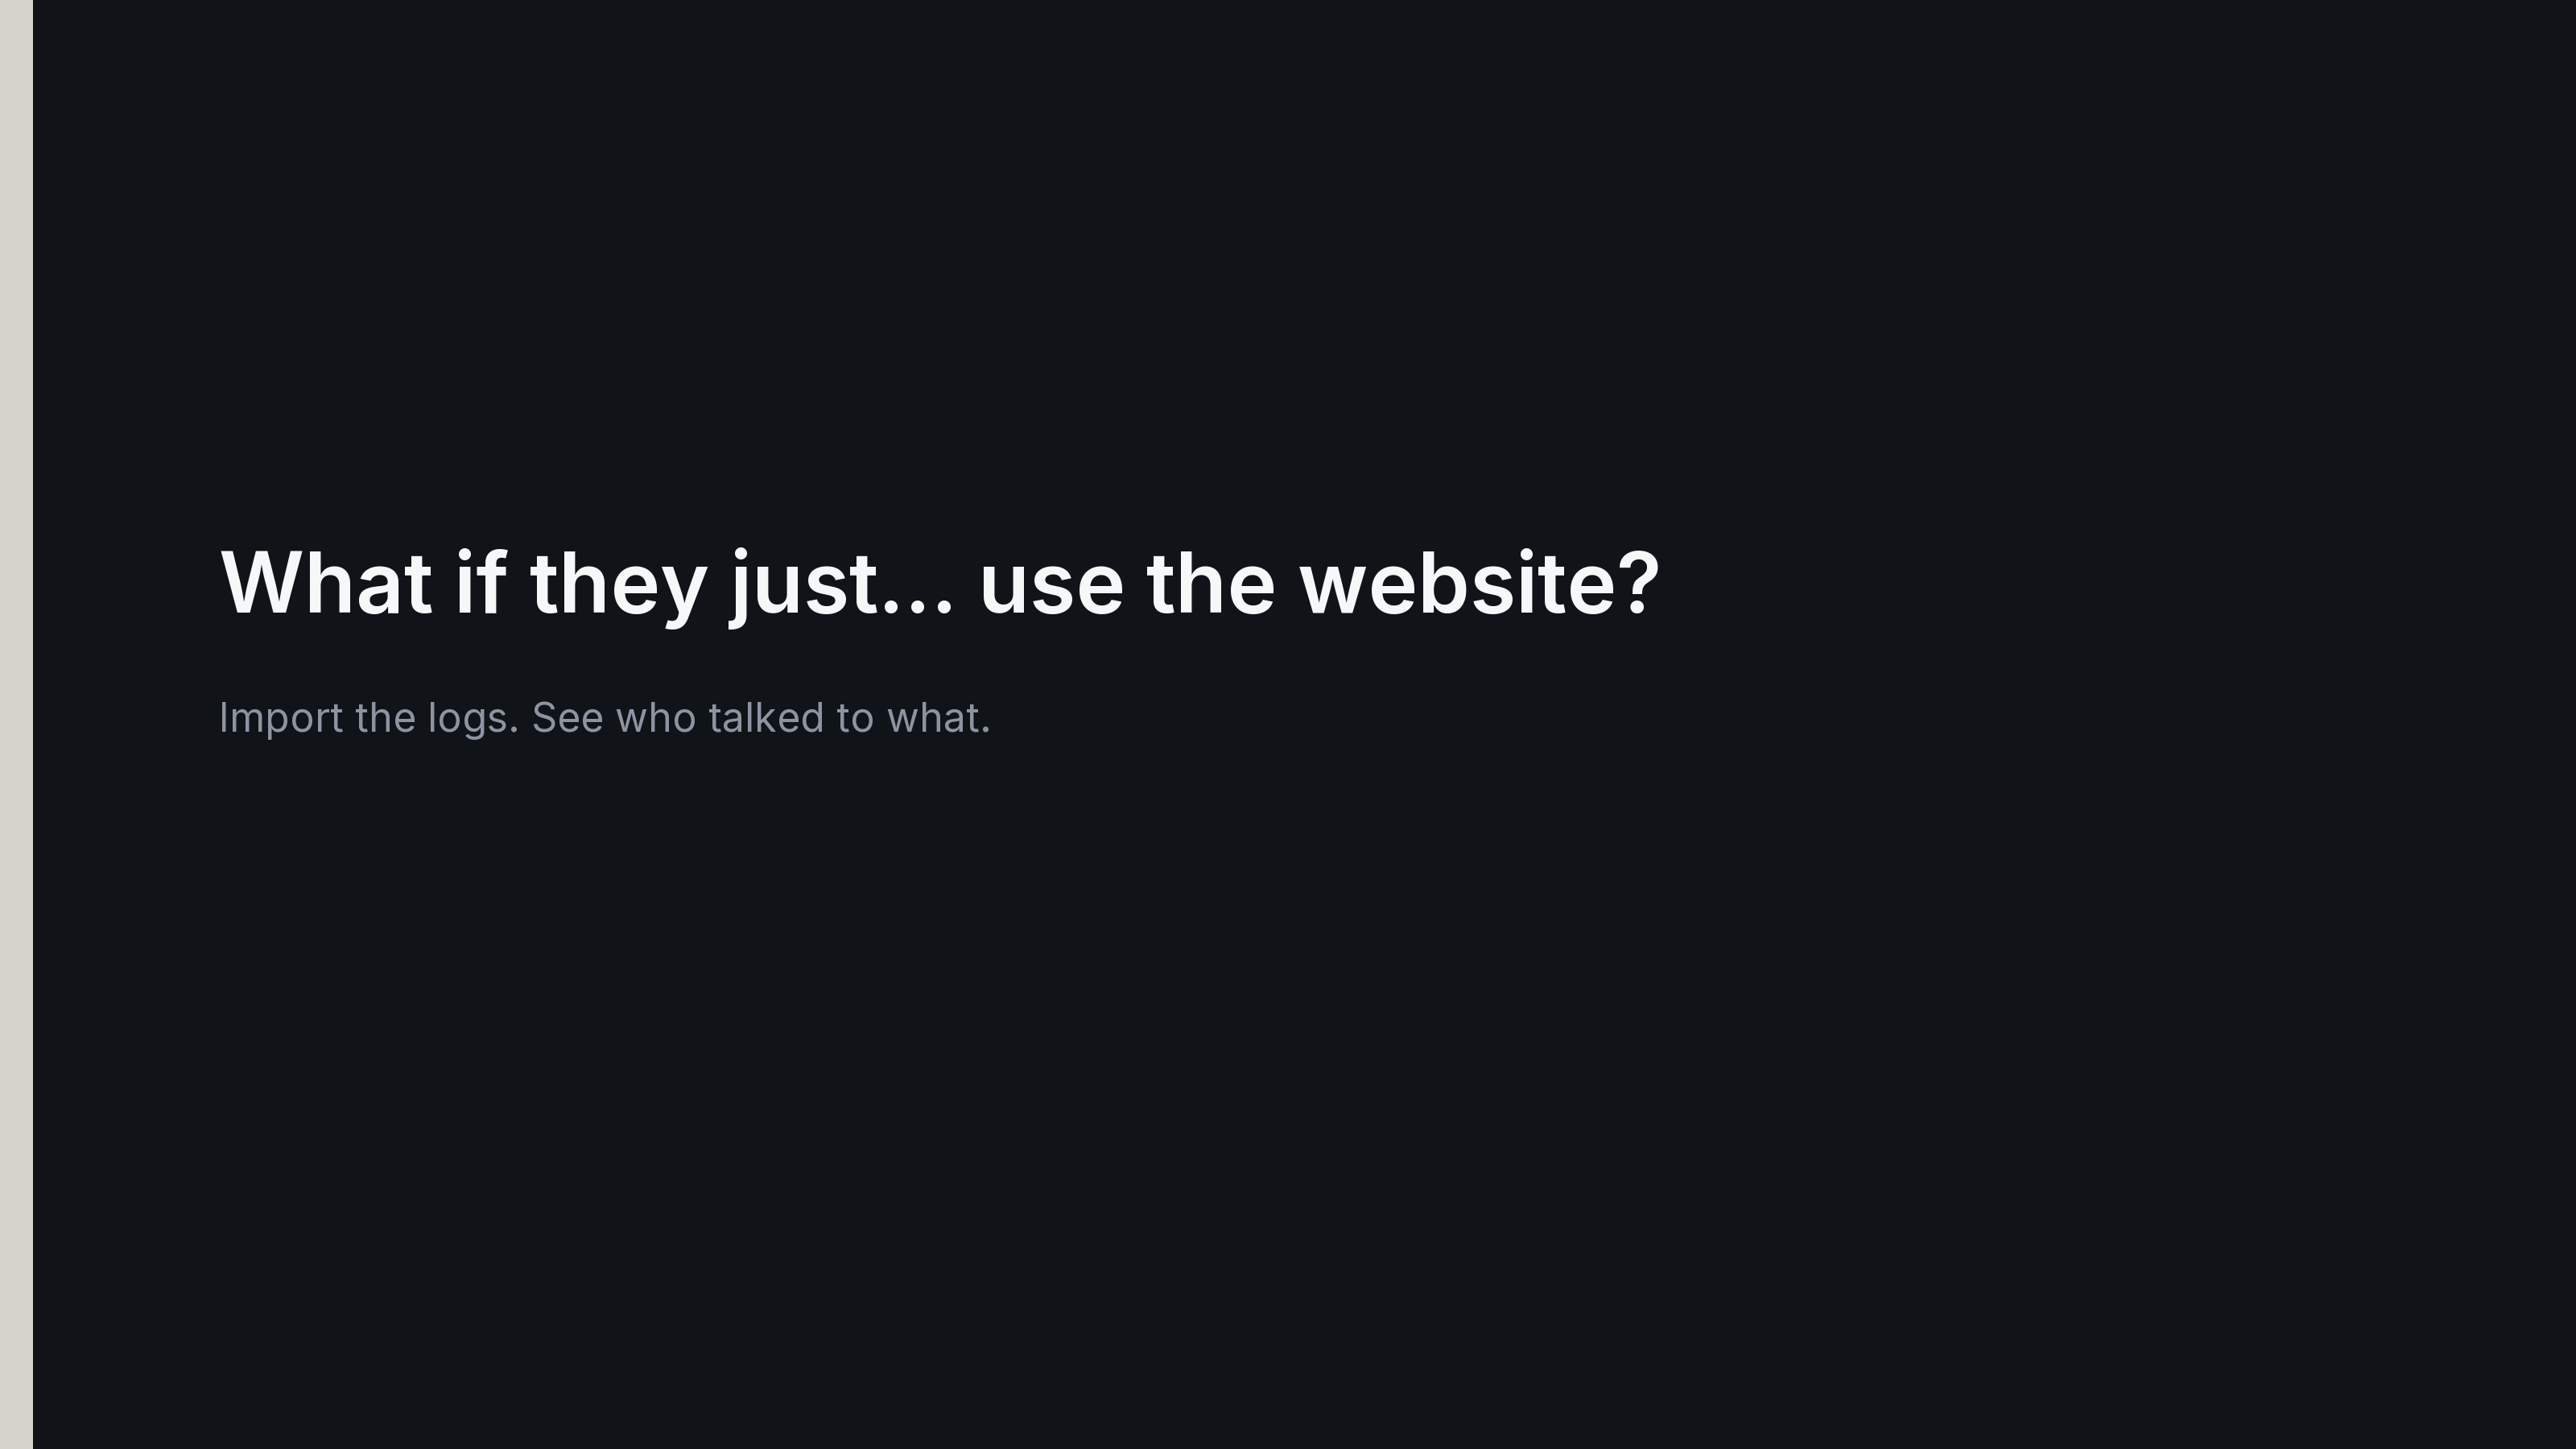 What if they just... use the website?
Import the logs. See who talked to what.